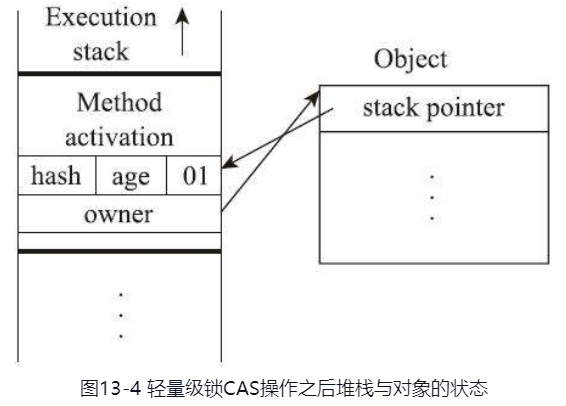 Execution
stack
Method
activation
hash age 01
owner
Object
stack pointer
图13-4 轻量级锁CAS操作之后堆栈与对象的状态